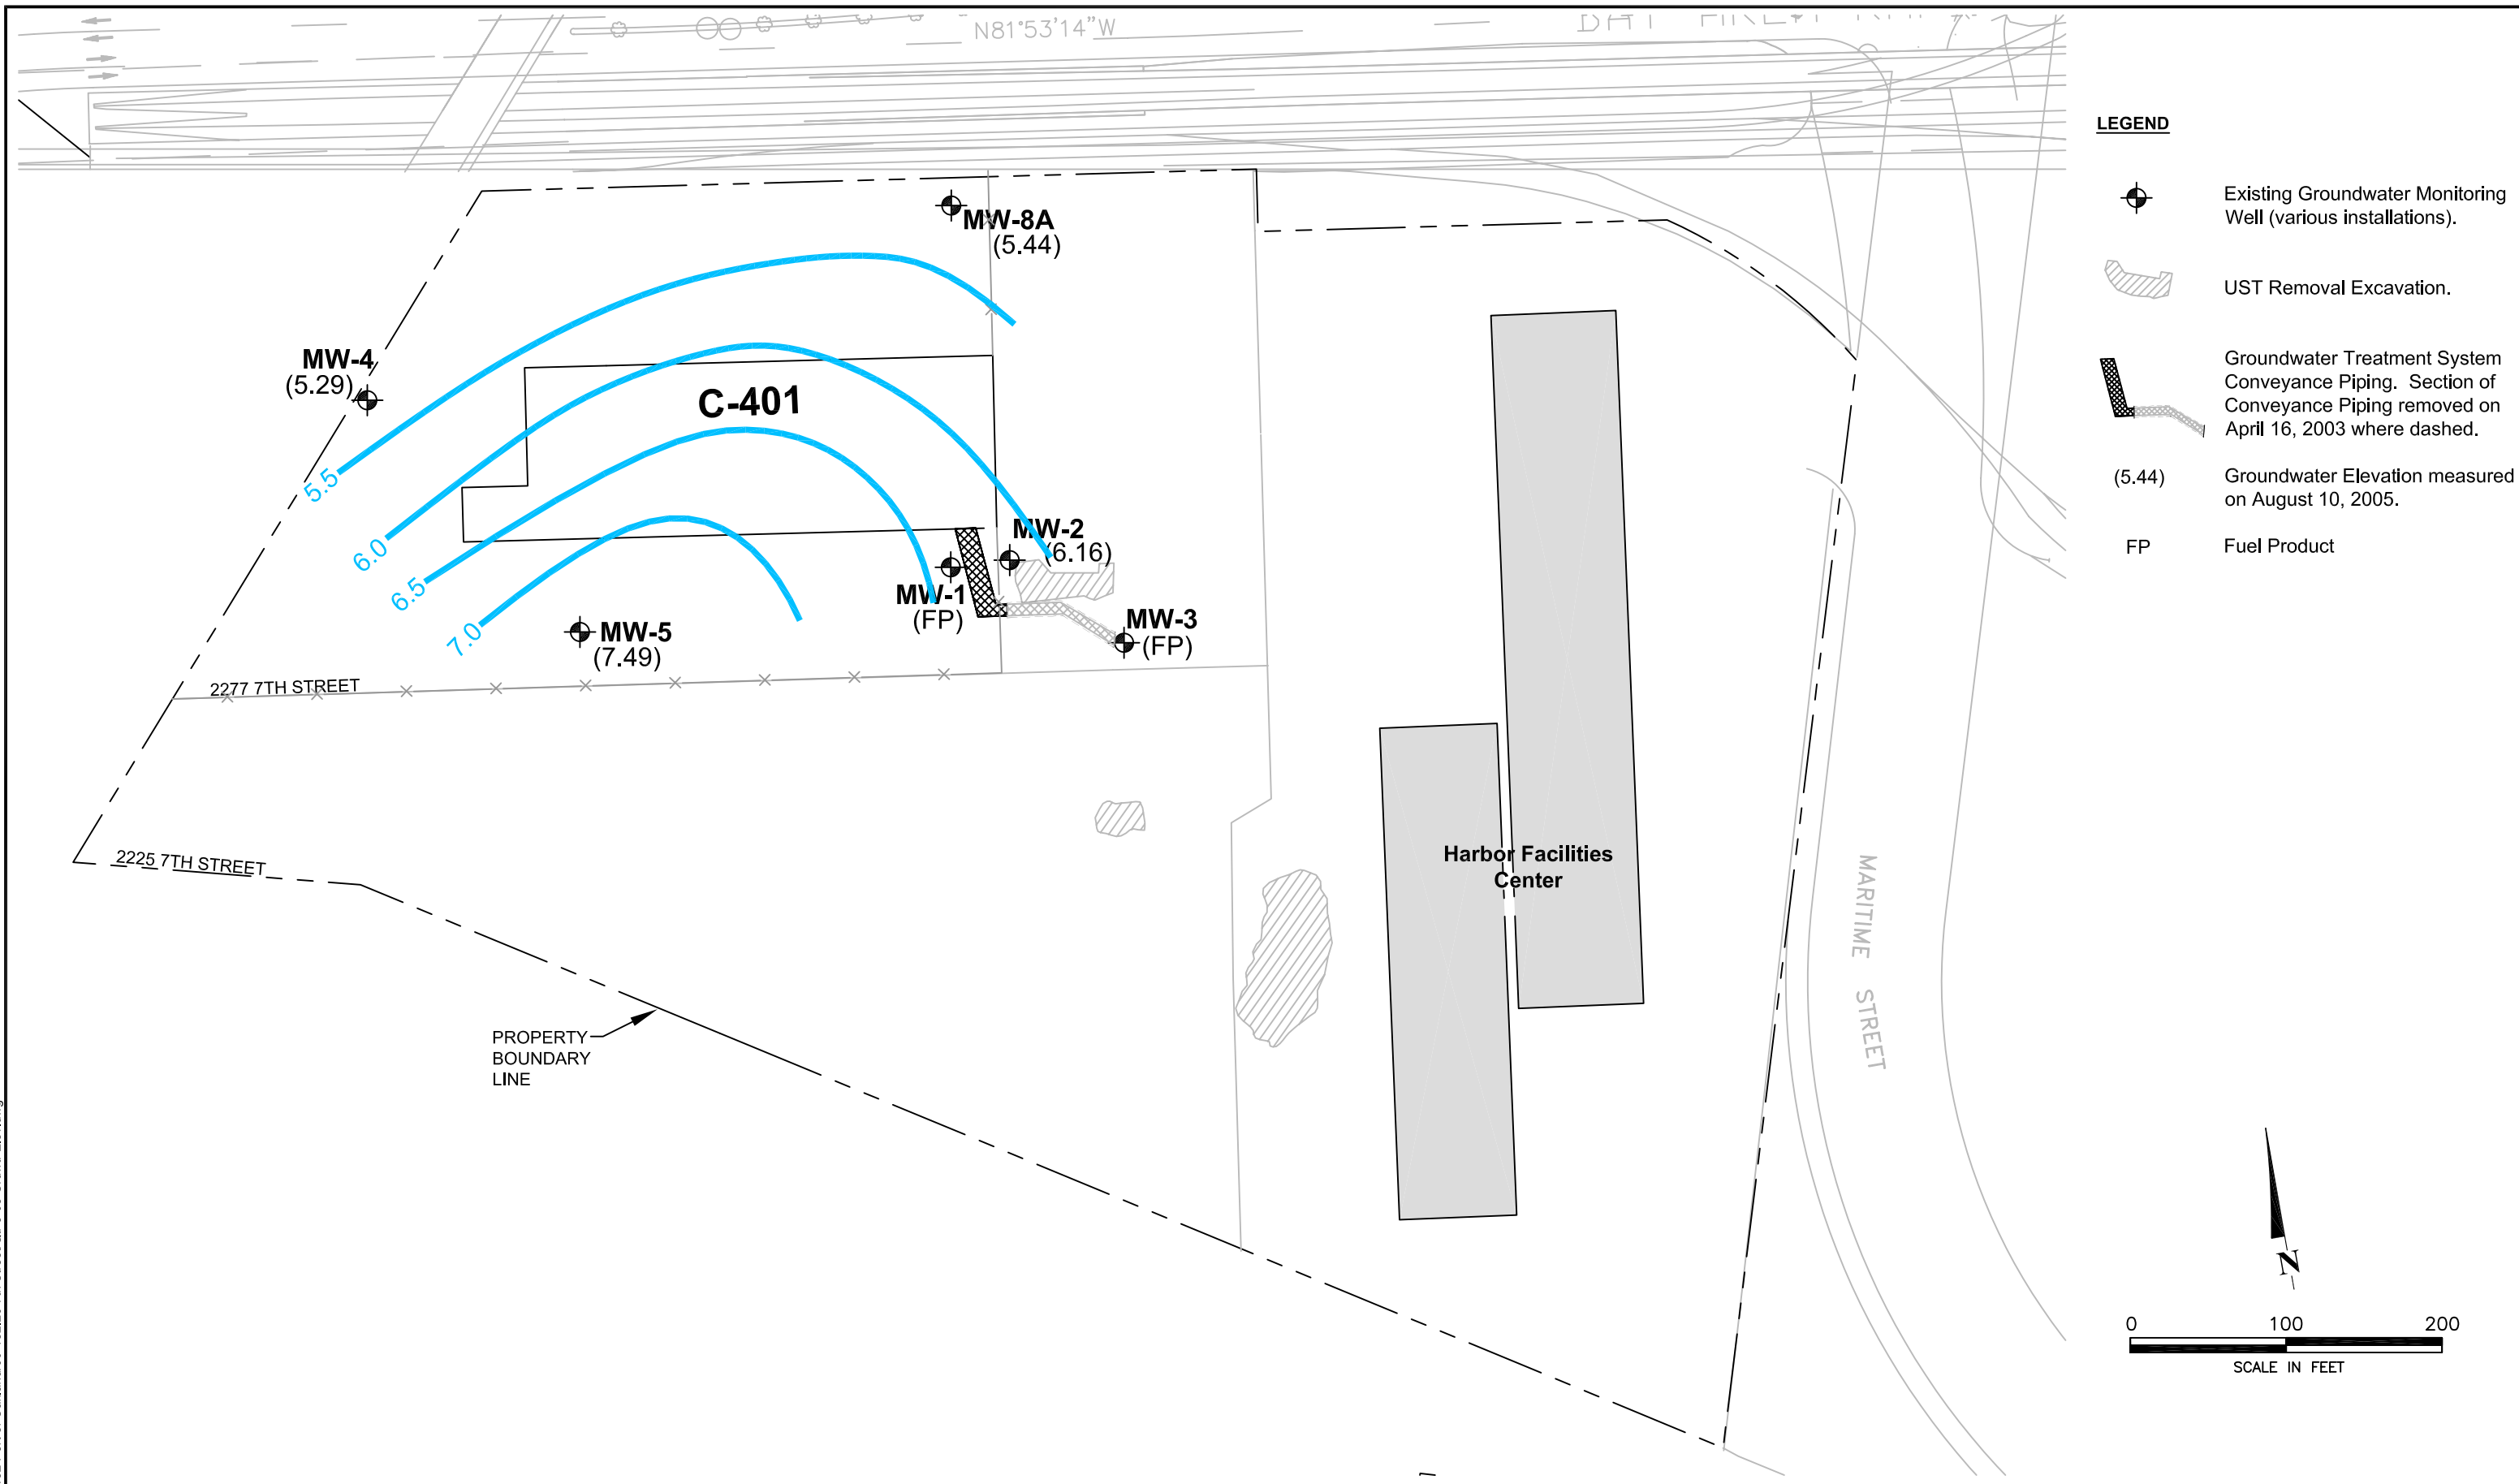 N81°53'14"W
LEGEND
Existing Groundwater Monitoring
Well (various installations).
UST Removal Excavation.
Groundwater Treatment System
Conveyance Piping. Section of
Conveyance Piping removed on
April 16, 2003 where dashed.
(5.44)
Groundwater Elevation measured
on August 10, 2005.
FP
Fuel Product
MW-8A
(5.44)
MW-4
(5.29)
C-401
5.5
6.0
6.5
7.0
MW-2
(6.16)
MW-1
(FP)
MW-3
(FP)
MW-5
(7.49)
2277 7TH STREET
2225 7TH STREET
Harbor Facilities
Center
MARITIME STREET
PROPERTY
BOUNDARY
LINE
N
0 100 200
SCALE IN FEET